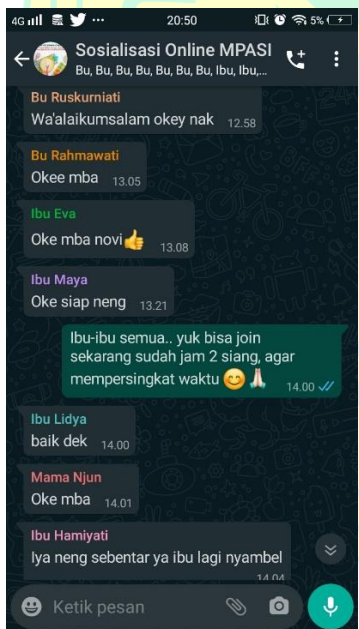 4G 20:50 5%
Sosialisasi Online MPASI
Bu, Bu, Bu, Bu, Bu, Bu, Ibu, Ibu,...
Bu Ruskurniati
Wa'alaikumsalam okey nak 12.58
Bu Rahmawati
Okee mba 13.05
Ibu Eva
Oke mba novi👍 13.08
Ibu Maya
Oke siap neng 13.21
Ibu-ibu semua.. yuk bisa join
sekarang sudah jam 2 siang, agar
mempersingkat waktu 😊🙏🏻 14.00
Ibu Lidya
baik dek 14.00
Mama Njun
Oke mba 14.01
Ibu Hamiyati
Iya neng sebentar ya ibu lagi nyambel
14.04
Ketik pesan